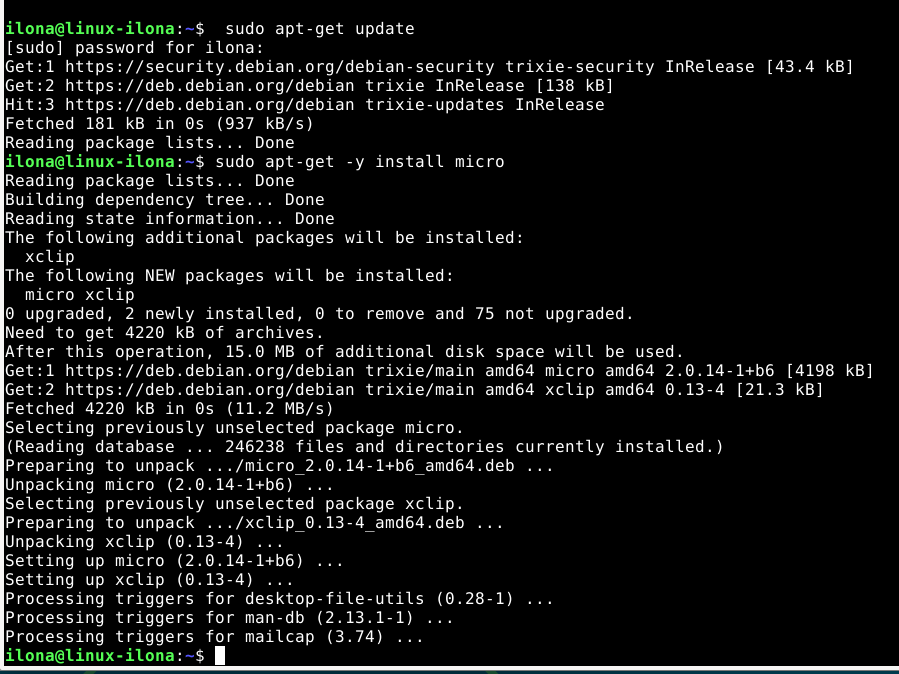 ilona@linux-ilona:~$  sudo apt-get update
[sudo] password for ilona:
Get:1 https://security.debian.org/debian-security trixie-security InRelease [43.4 kB]
Get:2 https://deb.debian.org/debian trixie InRelease [138 kB]
Hit:3 https://deb.debian.org/debian trixie-updates InRelease
Fetched 181 kB in 0s (937 kB/s)
Reading package lists... Done
ilona@linux-ilona:~$ sudo apt-get -y install micro
Reading package lists... Done
Building dependency tree... Done
Reading state information... Done
The following additional packages will be installed:
  xclip
The following NEW packages will be installed:
  micro xclip
0 upgraded, 2 newly installed, 0 to remove and 75 not upgraded.
Need to get 4220 kB of archives.
After this operation, 15.0 MB of additional disk space will be used.
Get:1 https://deb.debian.org/debian trixie/main amd64 micro amd64 2.0.14-1+b6 [4198 kB]
Get:2 https://deb.debian.org/debian trixie/main amd64 xclip amd64 0.13-4 [21.3 kB]
Fetched 4220 kB in 0s (11.2 MB/s)
Selecting previously unselected package micro.
(Reading database ... 246238 files and directories currently installed.)
Preparing to unpack .../micro_2.0.14-1+b6_amd64.deb ...
Unpacking micro (2.0.14-1+b6) ...
Selecting previously unselected package xclip.
Preparing to unpack .../xclip_0.13-4_amd64.deb ...
Unpacking xclip (0.13-4) ...
Setting up micro (2.0.14-1+b6) ...
Setting up xclip (0.13-4) ...
Processing triggers for desktop-file-utils (0.28-1) ...
Processing triggers for man-db (2.13.1-1) ...
Processing triggers for mailcap (3.74) ...
ilona@linux-ilona:~$